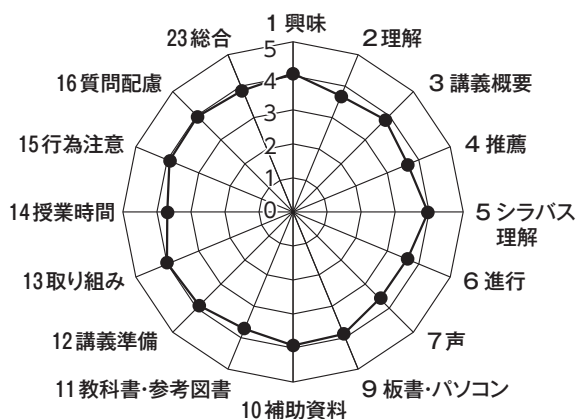 1 興味
2 理解
3 講義概要
4 推薦
5 シラバス
理解
6 進行
7 声
9 板書・パソコン
10 補助資料
11 教科書・参考図書
12 講義準備
13 取り組み
14 授業時間
15 行為注意
16 質問配慮
23 総合
5
4
3
2
1
0